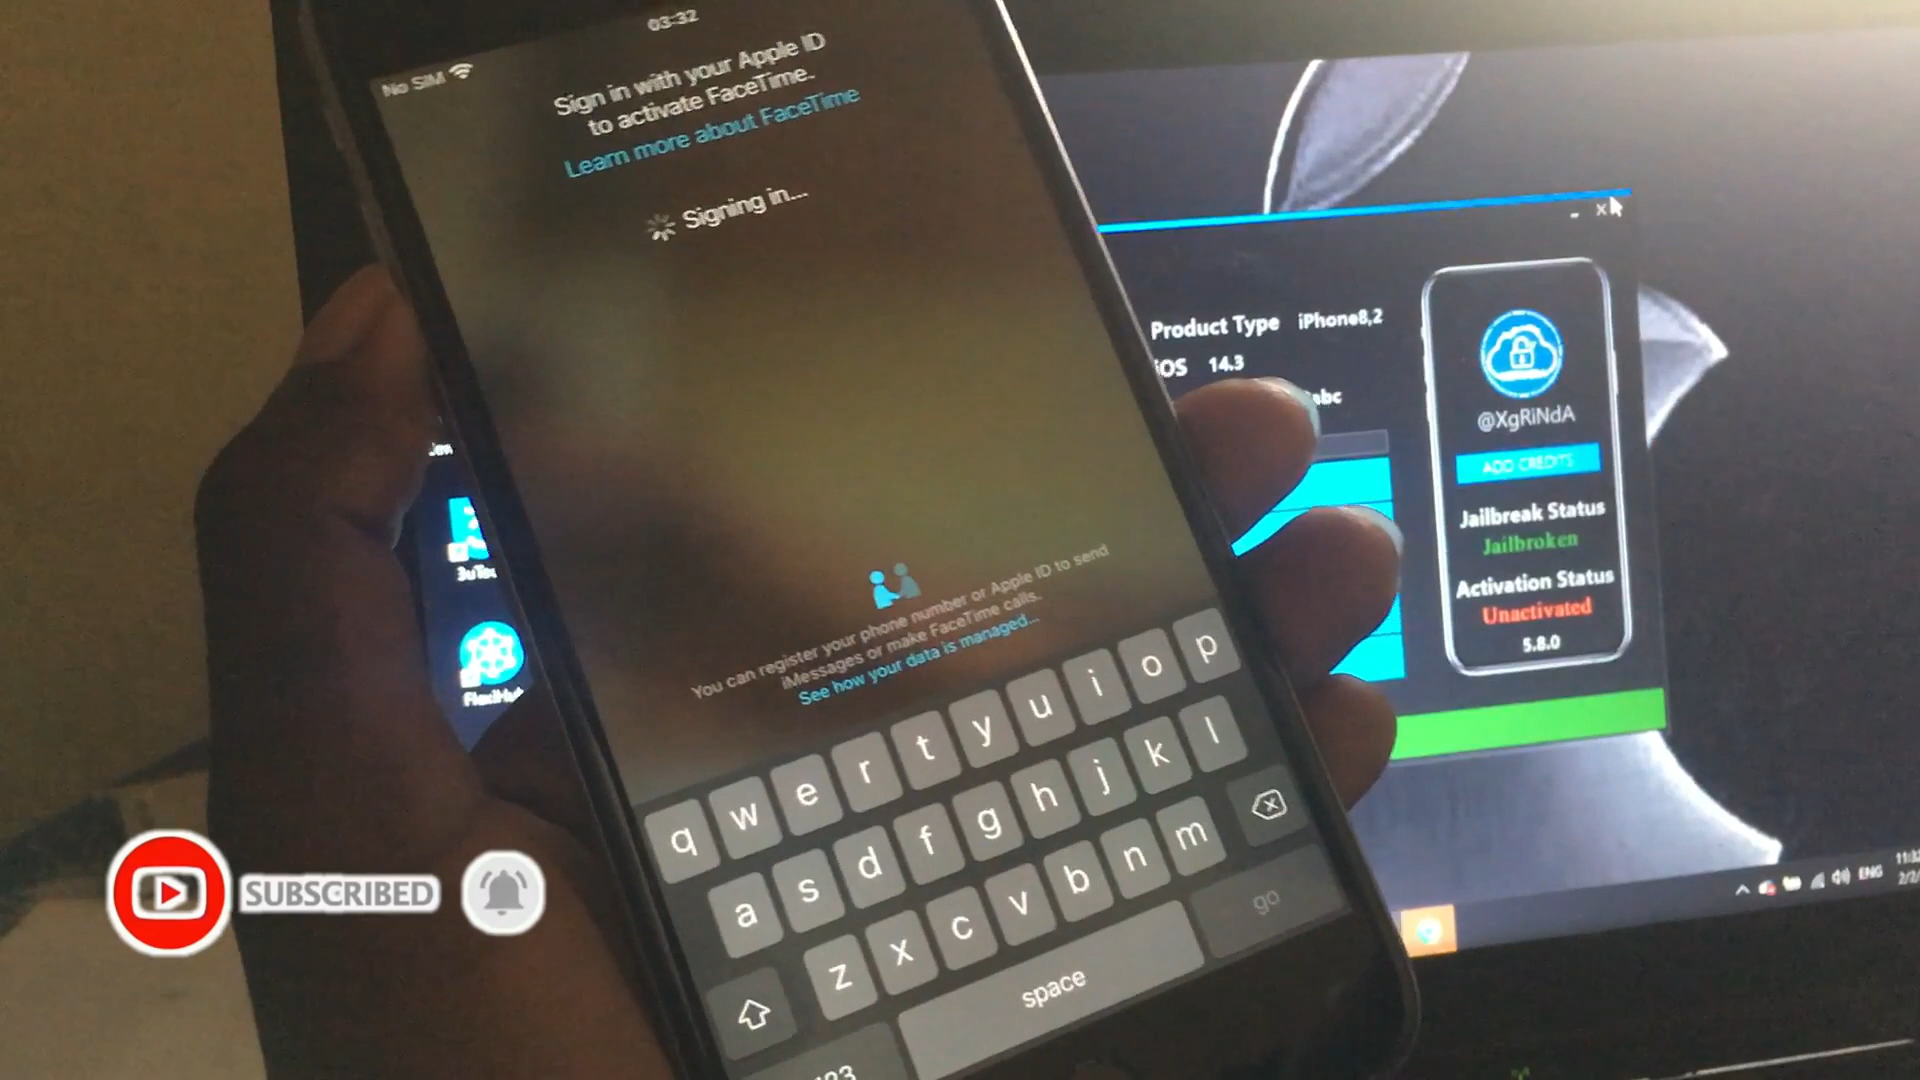 03:32
No SIM
Sign in with your Apple ID
to activate FaceTime.
Learn more about FaceTime
Signing in...
You can register your phone number or Apple ID to send
iMessages or make FaceTime calls.
See how your data is managed...
q w e r t y u i o p
a s d f g h j k l
z x c v b n m
123 space go
Product Type iPhone8,2
iOS 14.3
@XgRiNdA
ADD CREDITS
Jailbreak Status
Jailbroken
Activation Status
Unactivated
5.8.0
SUBSCRIBED
ENG